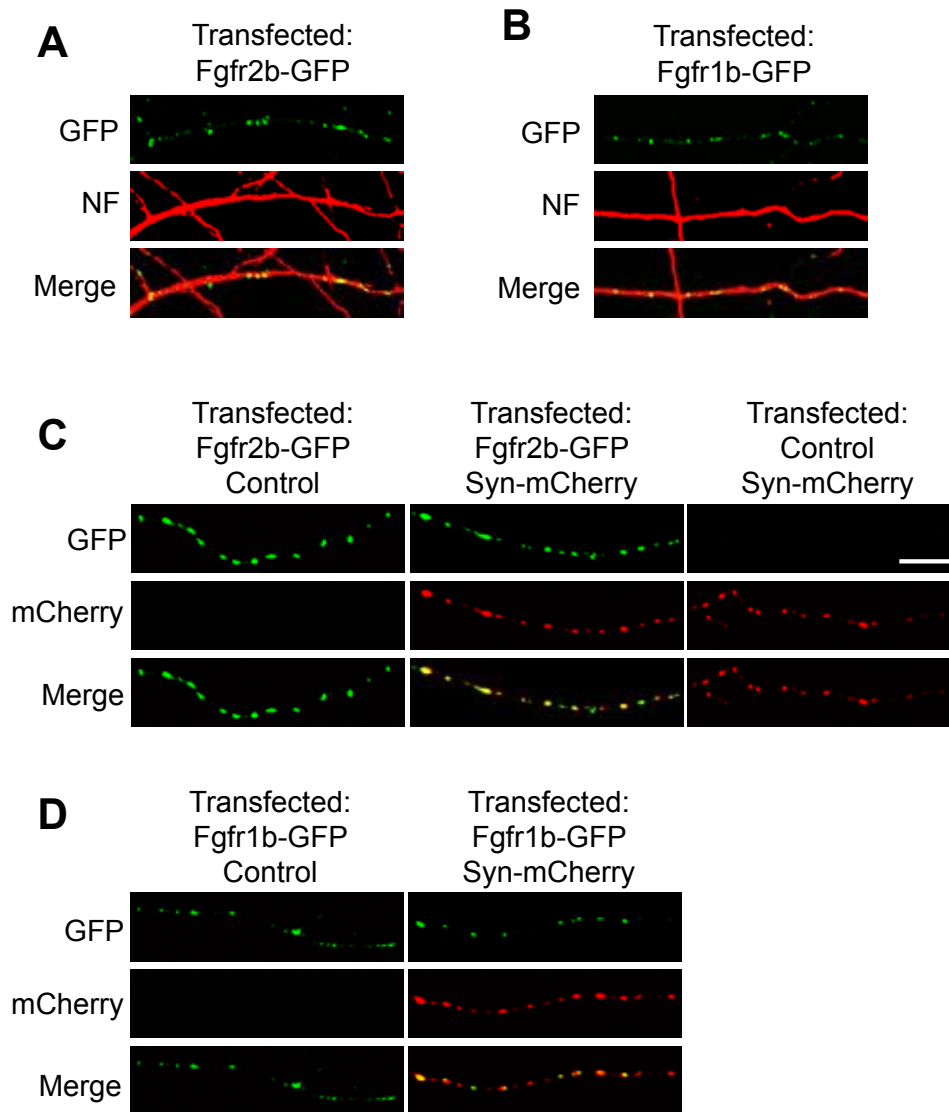 A
Transfected:
Fgfr2b-GFP
GFP
NF
Merge
B
Transfected:
Fgfr1b-GFP
GFP
NF
Merge
C
Transfected:
Fgfr2b-GFP
Control
Transfected:
Fgfr2b-GFP
Syn-mCherry
Transfected:
Control
Syn-mCherry
GFP
mCherry
Merge
D
Transfected:
Fgfr1b-GFP
Control
Transfected:
Fgfr1b-GFP
Syn-mCherry
GFP
mCherry
Merge